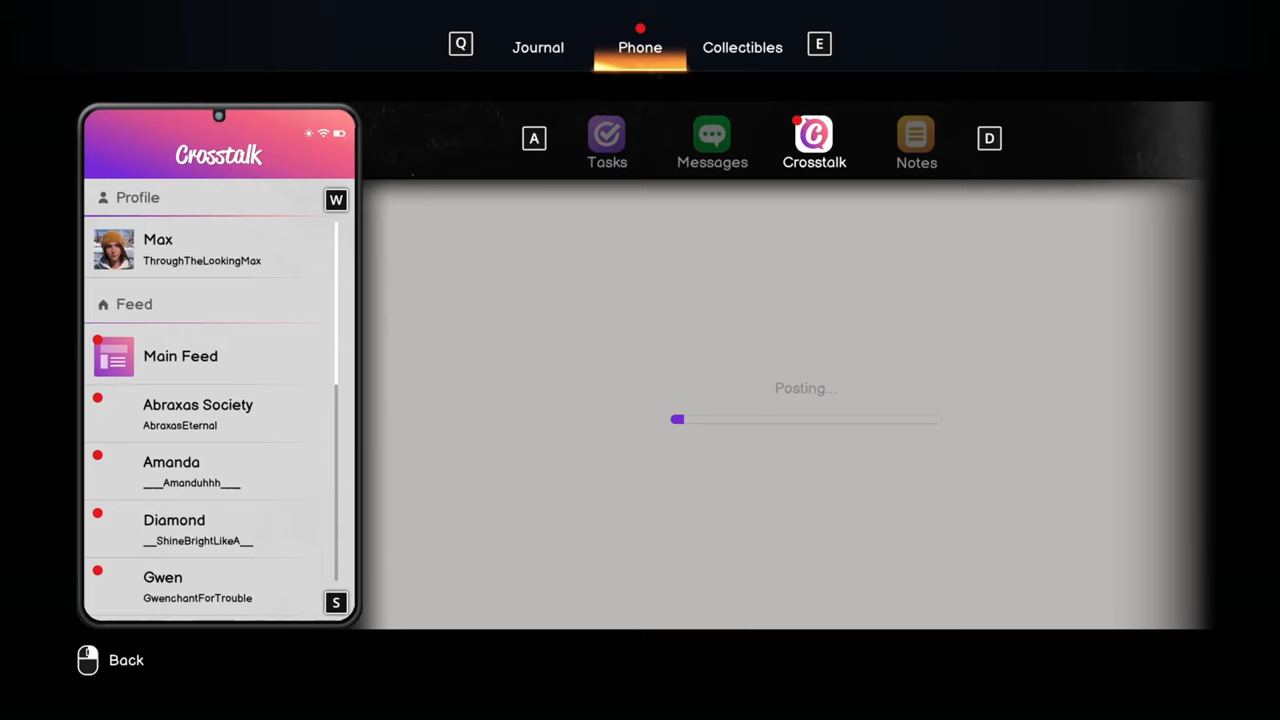 Q Journal Phone Collectibles E
Crosstalk
A Tasks Messages Crosstalk Notes D
Profile W
Max
ThroughTheLookingMax
Feed
Main Feed
Posting...
Abraxas Society
AbraxasEternal
Amanda
___Amanduhhh___
Diamond
__ShineBrightLikeA__
Gwen
GwenchantForTrouble
S
Back